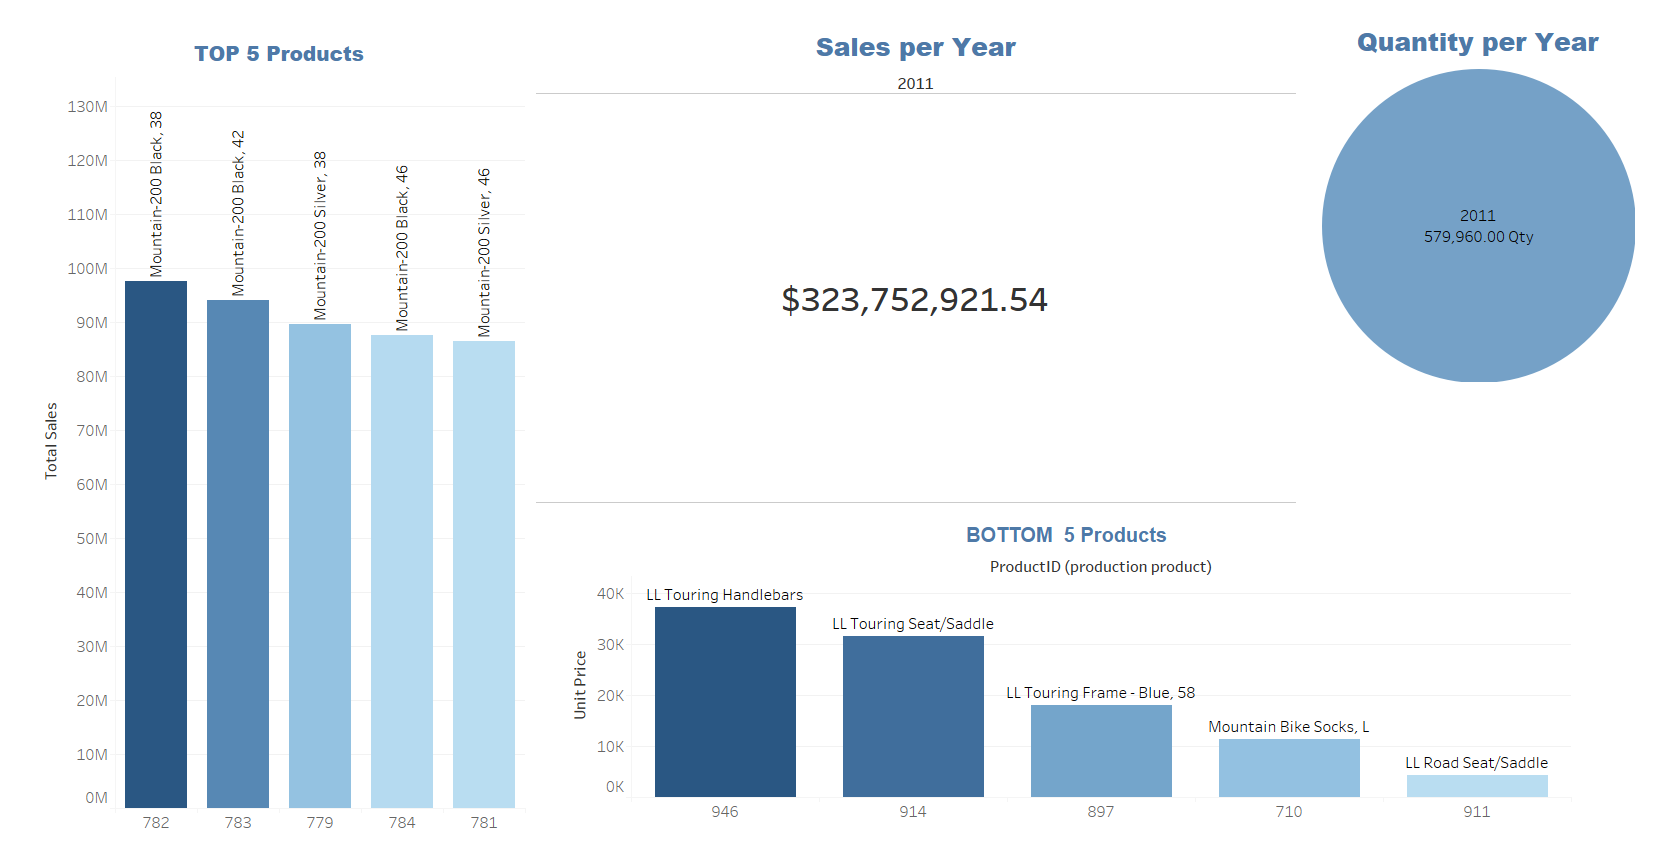 TOP 5 Products
130M
120M
110M
100M
90M
80M
70M
60M
50M
40M
30M
20M
10M
0M
Total Sales
Mountain-200 Black, 38
Mountain-200 Black, 42
Mountain-200 Silver, 38
Mountain-200 Black, 46
Mountain-200 Silver, 46
782
783
779
784
781
Sales per Year
2011
$323,752,921.54
Quantity per Year
2011
579,960.00 Qty
BOTTOM  5 Products
ProductID (production product)
40K
30K
20K
10K
0K
Unit Price
LL Touring Handlebars
LL Touring Seat/Saddle
LL Touring Frame - Blue, 58
Mountain Bike Socks, L
LL Road Seat/Saddle
946
914
897
710
911